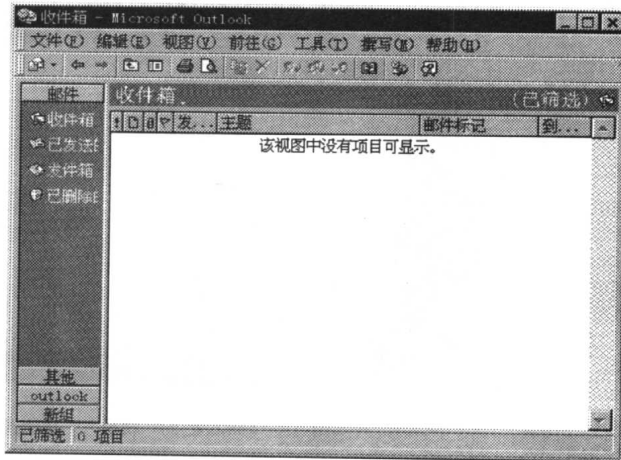 收件箱 - Microsoft Outlook
文件(F) 编辑(E) 视图(V) 前往(G) 工具(T) 撰写(M) 帮助(H)
邮件 收件箱. (已筛选)
收件箱 发... 主题 邮件标记 到...
该视图中没有项目可显示。
已发送
发件箱
已删除
其他
outlook
新组
已筛选 0 项目